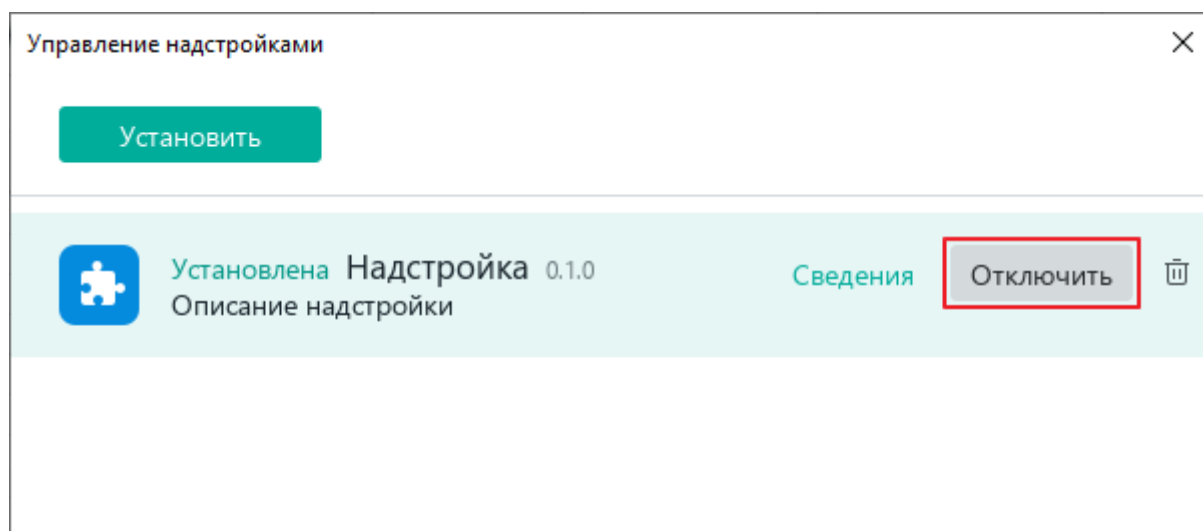 Управление надстройками
Установить
Установлена Надстройка 0.1.0 Сведения Отключить
Описание надстройки